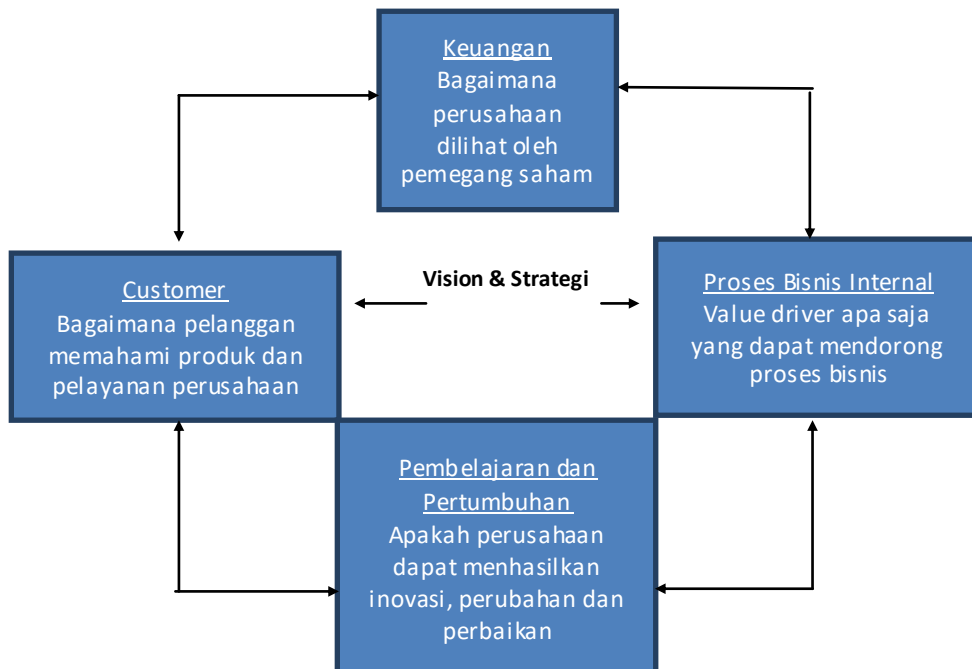 Keuangan
Bagaimana
perusahaan
dilihat oleh
pemegang saham
Customer
Bagaimana pelanggan
memahami produk dan
pelayanan perusahaan
Vision & Strategi
Proses Bisnis Internal
Value driver apa saja
yang dapat mendorong
proses bisnis
Pembelajaran dan
Pertumbuhan
Apakah perusahaan
dapat menhasilkan
inovasi, perubahan dan
perbaikan